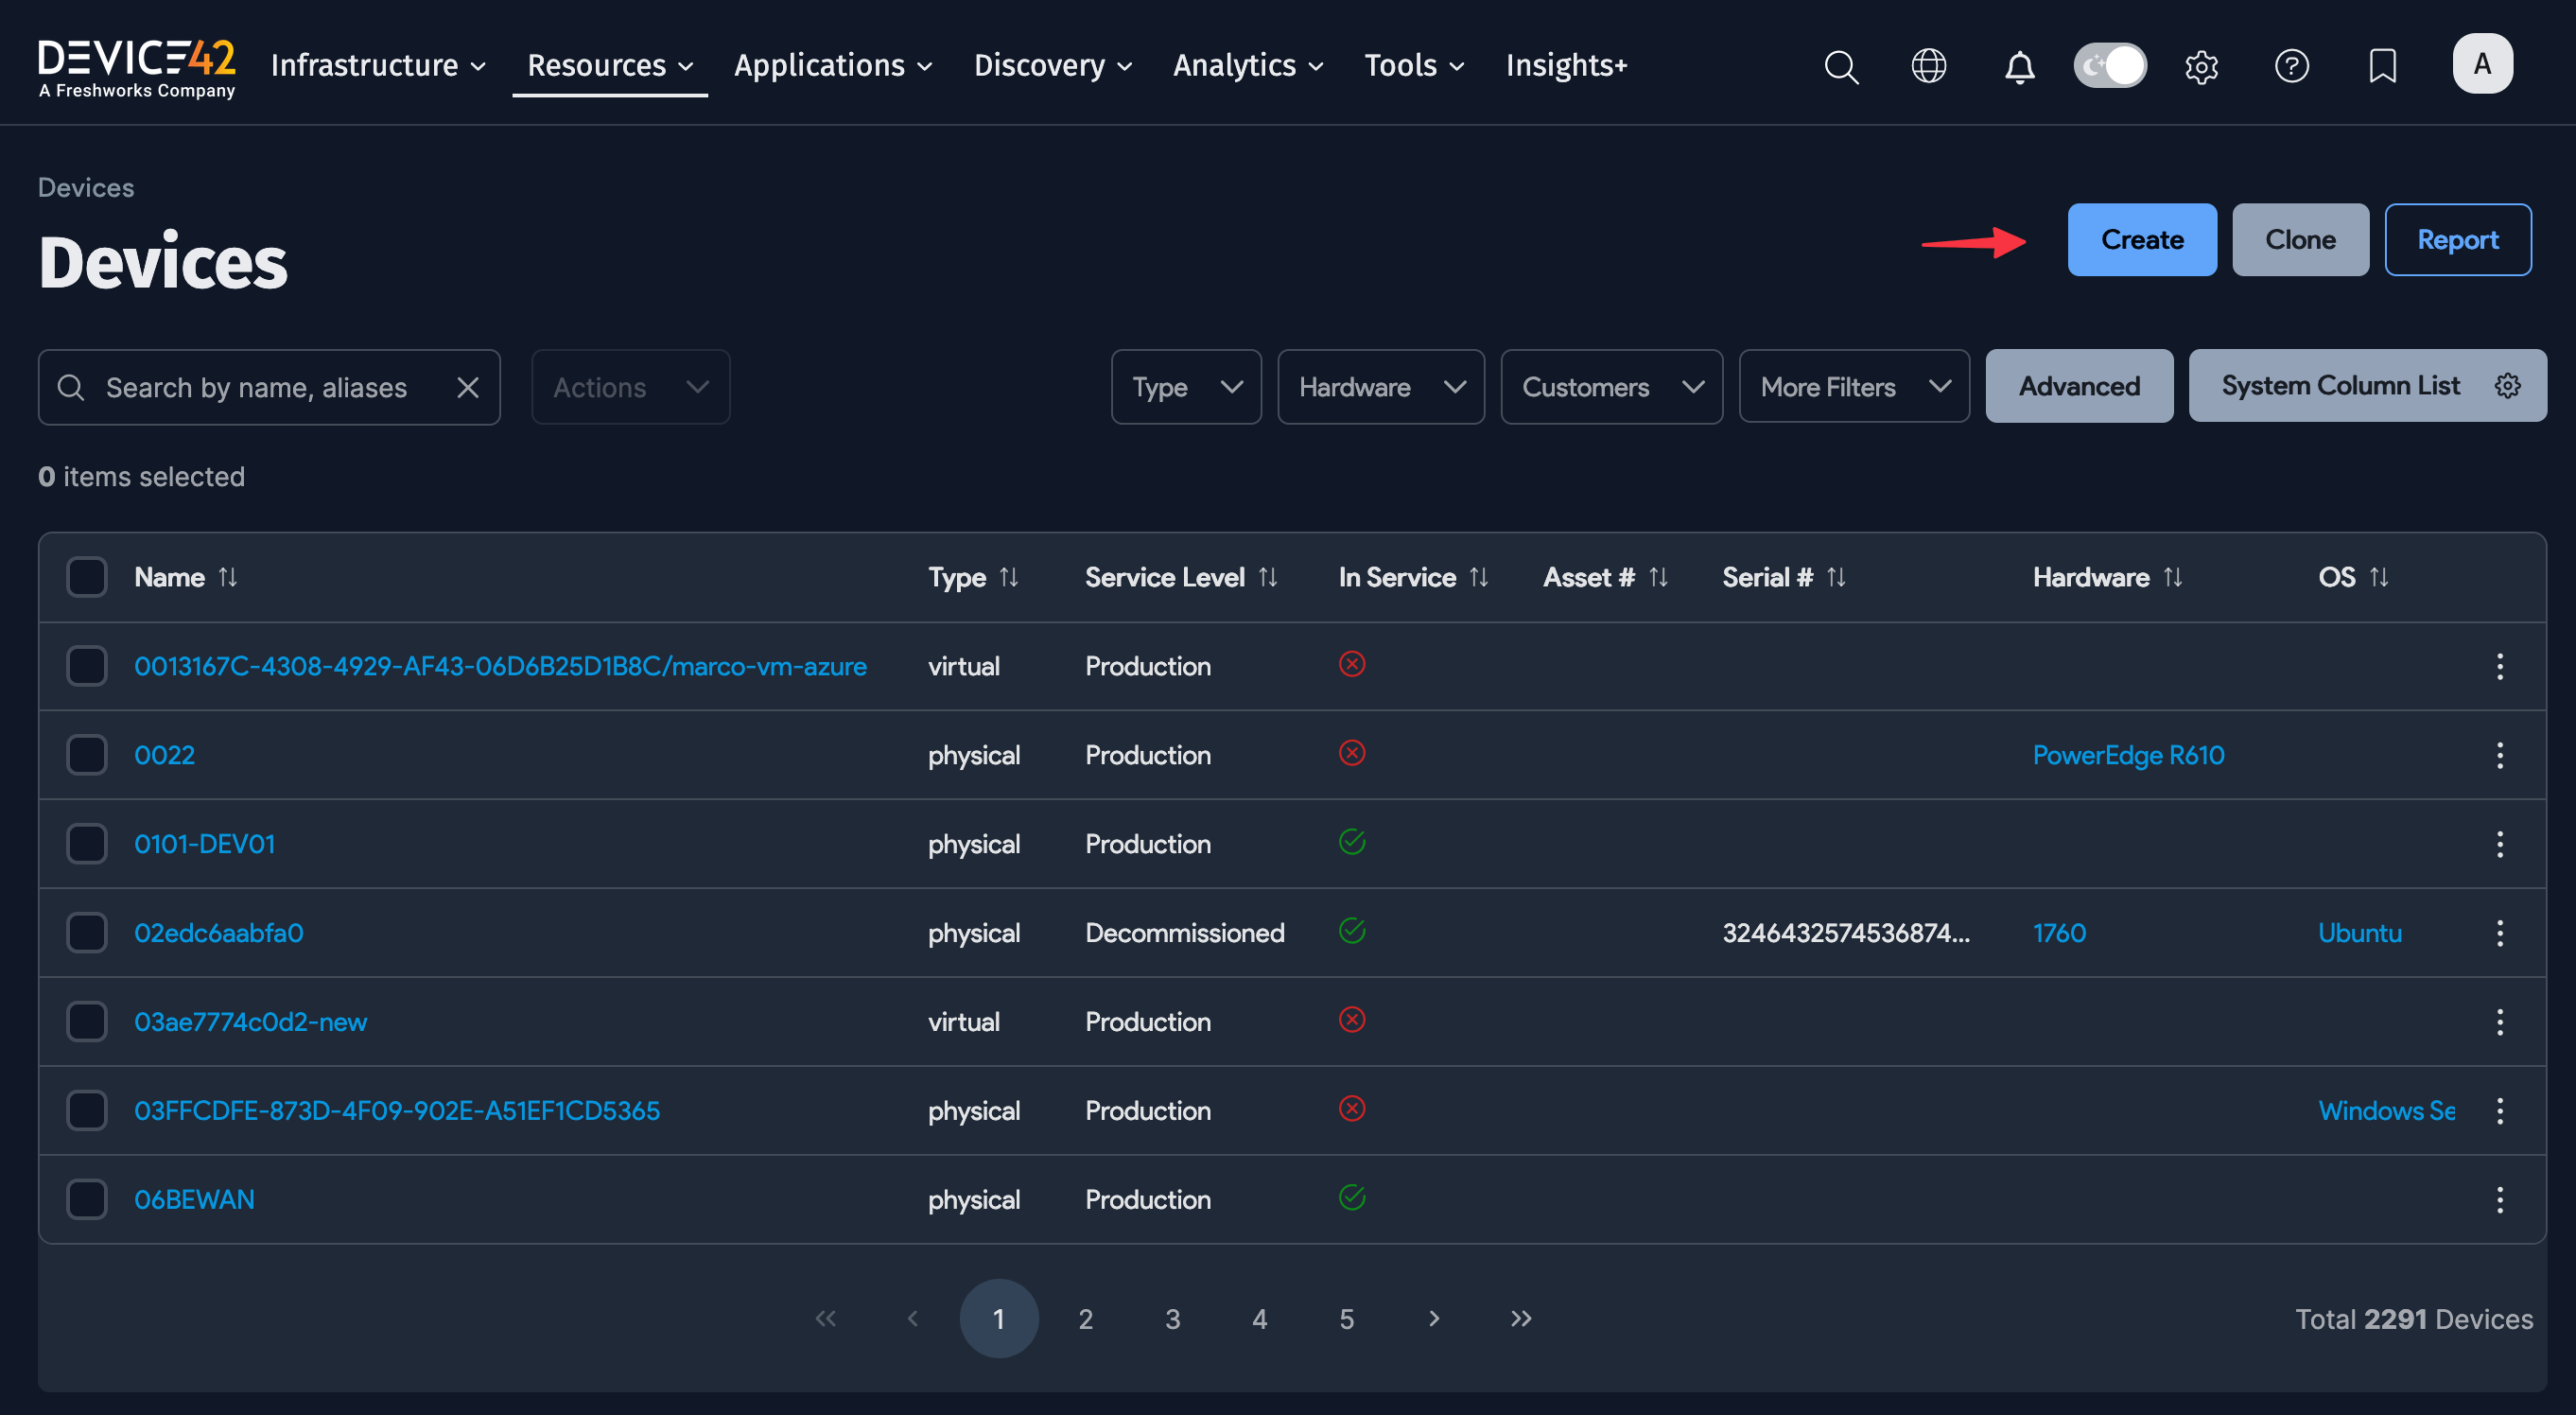 DEVICE42
A Freshworks Company
Infrastructure Resources Applications Discovery Analytics Tools Insights+
A
Devices
Devices
Create Clone Report
Search by name, aliases Actions Type Hardware Customers More Filters Advanced System Column List
0 items selected
Name Type Service Level In Service Asset # Serial # Hardware OS
0013167C-4308-4929-AF43-06D6B25D1B8C/marco-vm-azure virtual Production
0022 physical Production PowerEdge R610
0101-DEV01 physical Production
02edc6aabfa0 physical Decommissioned 3246432574536874... 1760 Ubuntu
03ae7774c0d2-new virtual Production
03FFCDFE-873D-4F09-902E-A51EF1CD5365 physical Production Windows Se
06BEWAN physical Production
1 2 3 4 5 Total 2291 Devices